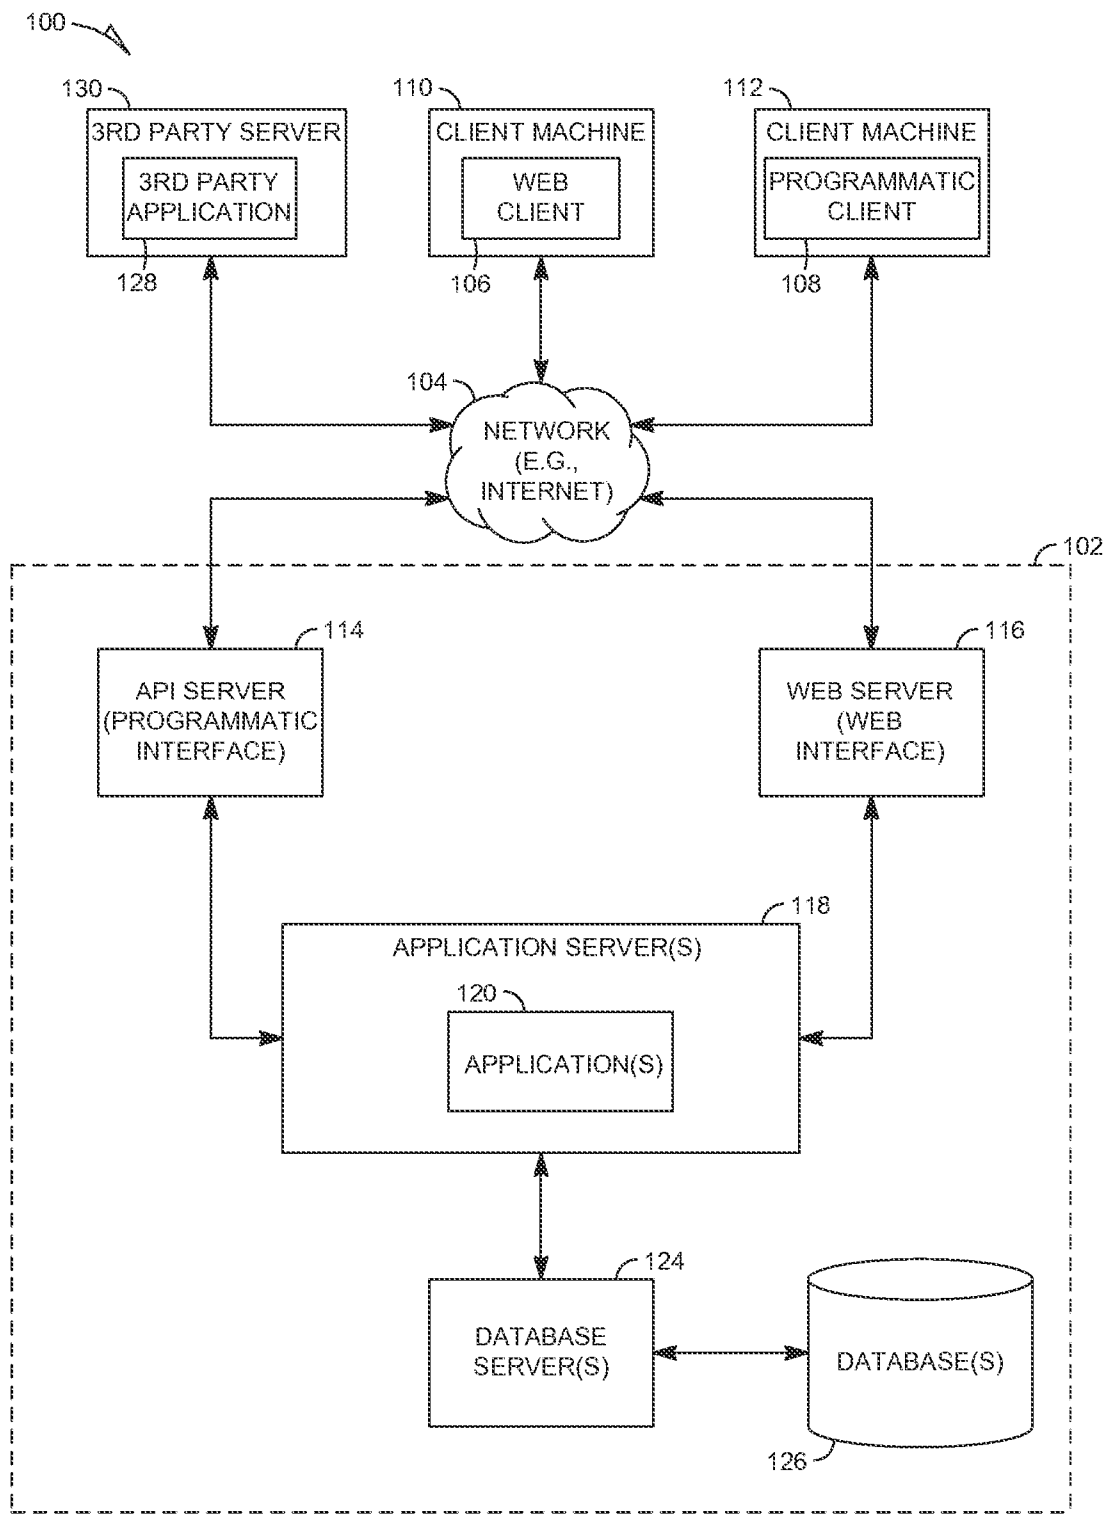 100
130
110
112
3RD PARTY SERVER
3RD PARTY
APPLICATION
128
CLIENT MACHINE
WEB
CLIENT
106
CLIENT MACHINE
PROGRAMMATIC
CLIENT
108
104
NETWORK
(E.G.,
INTERNET)
102
114
API SERVER
(PROGRAMMATIC
INTERFACE)
116
WEB SERVER
(WEB
INTERFACE)
118
APPLICATION SERVER(S)
120
APPLICATION(S)
124
DATABASE
SERVER(S)
DATABASE(S)
126